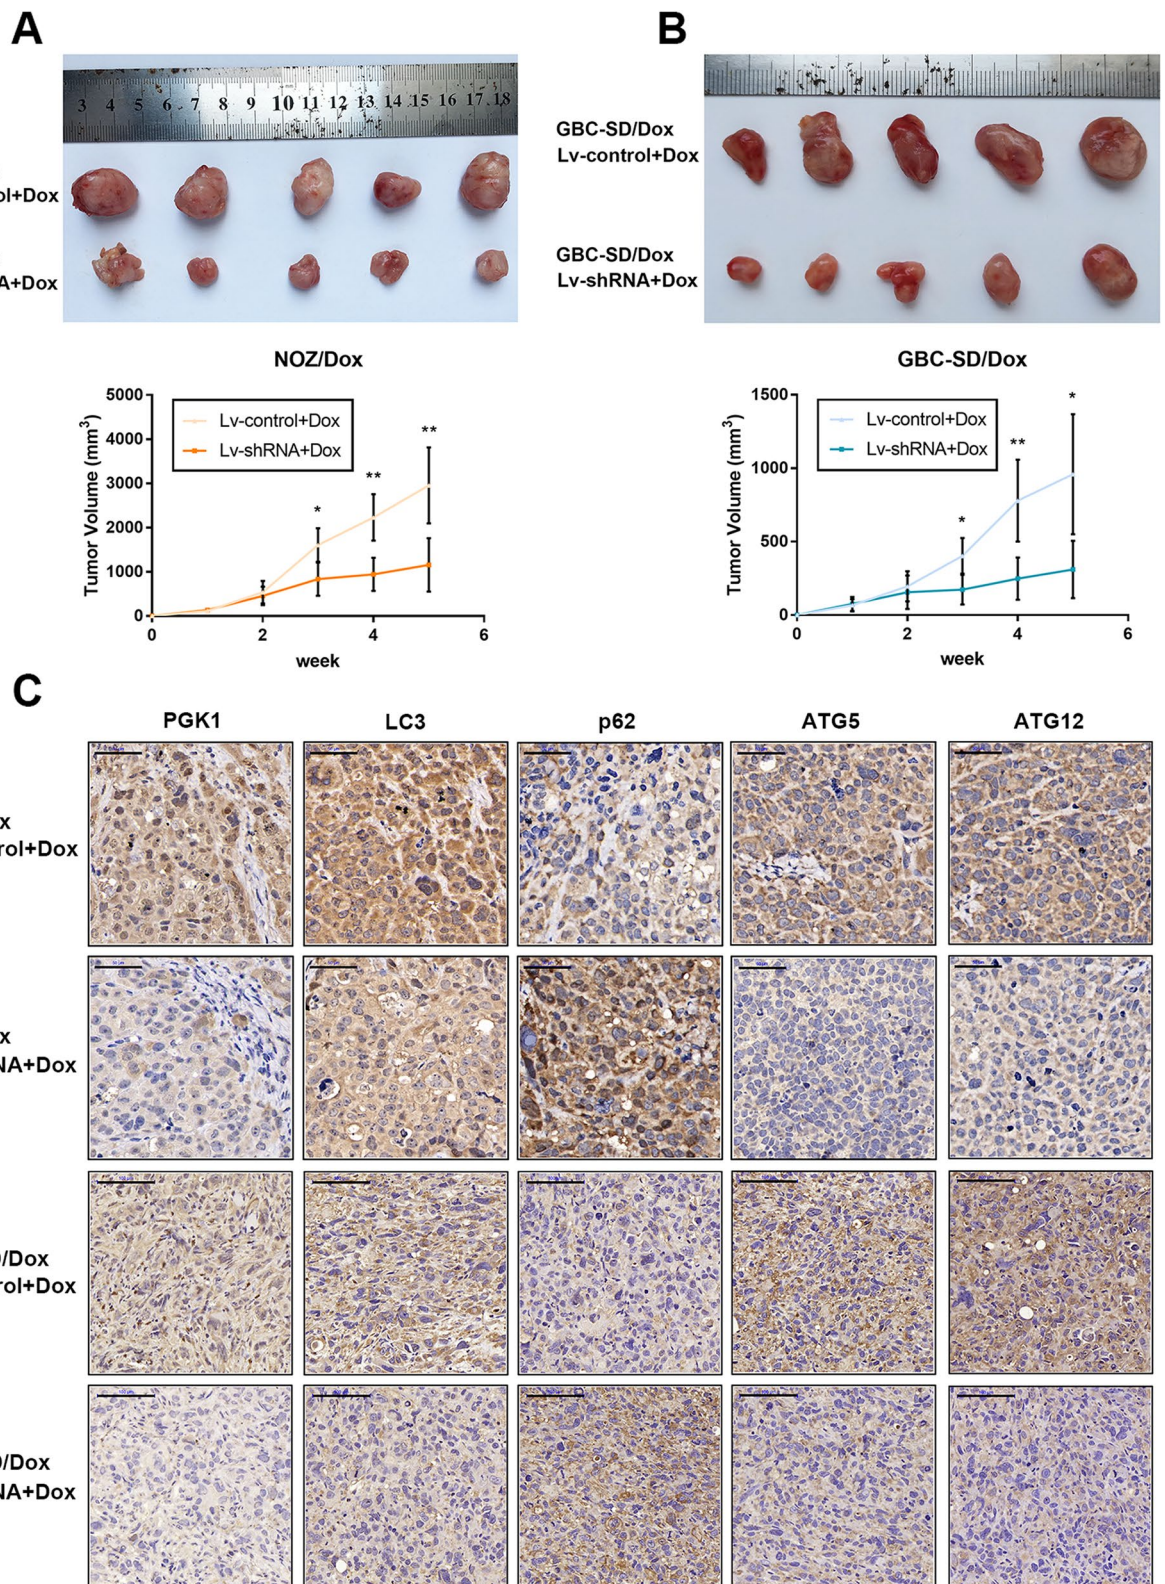 A
B
3 4 5 6 7 8 9 10 11 12 13 14 15 16 17 18
GBC-SD/Dox
Lv-control+Dox
ol+Dox
GBC-SD/Dox
Lv-shRNA+Dox
A+Dox
NOZ/Dox
5000
4000
3000
2000
1000
0
Tumor Volume (mm³)
Lv-control+Dox
Lv-shRNA+Dox
*
**
**
0 2 4 6
week
GBC-SD/Dox
1500
1000
500
0
Tumor Volume (mm³)
Lv-control+Dox
Lv-shRNA+Dox
*
**
*
0 2 4 6
week
C
PGK1 LC3 p62 ATG5 ATG12
x
rol+Dox
x
NA+Dox
/Dox
rol+Dox
/Dox
NA+Dox